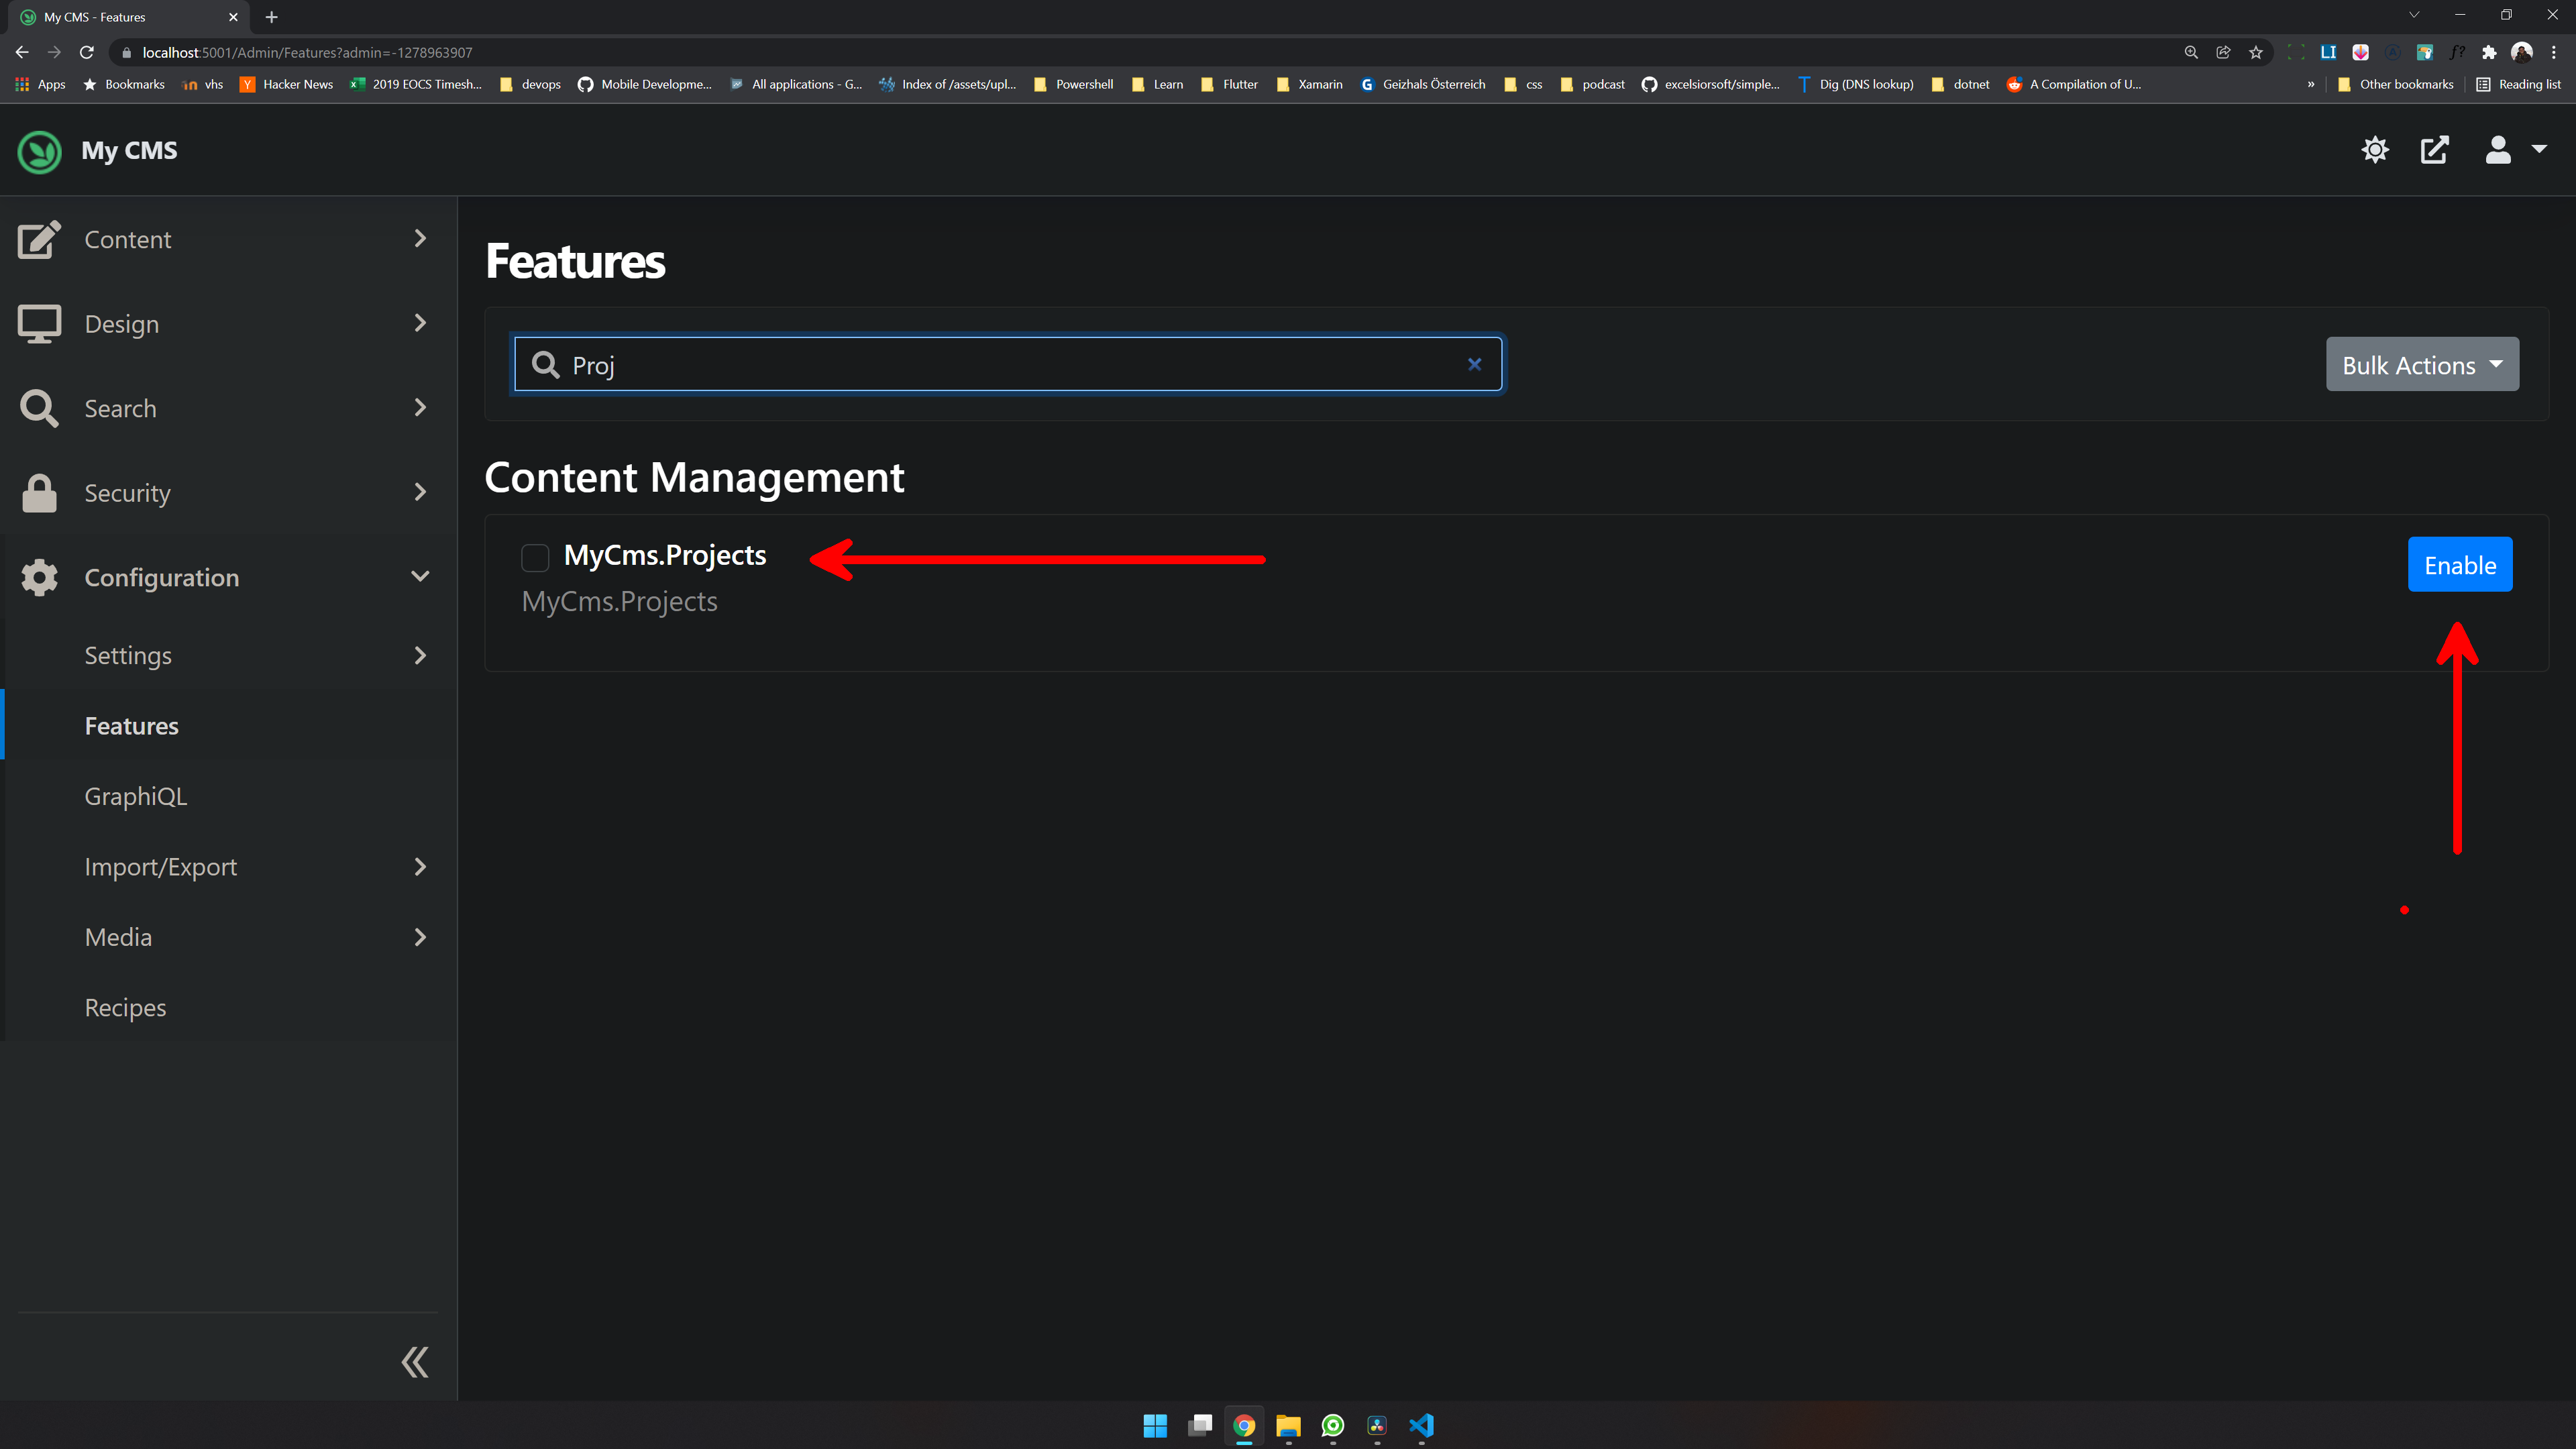 My CMS - Features
localhost:5001/Admin/Features?admin=-1278963907
Apps Bookmarks vhs Hacker News 2019 EOCS Timesh... devops Mobile Developme... All applications - G... Index of /assets/upl... Powershell Learn Flutter Xamarin Geizhals Österreich css podcast excelsiorsoft/simple... Dig (DNS lookup) dotnet A Compilation of U... » Other bookmarks Reading list
My CMS
Content
Design
Search
Security
Configuration
Settings
Features
GraphiQL
Import/Export
Media
Recipes
Features
Proj
Bulk Actions
Content Management
MyCms.Projects
MyCms.Projects
Enable